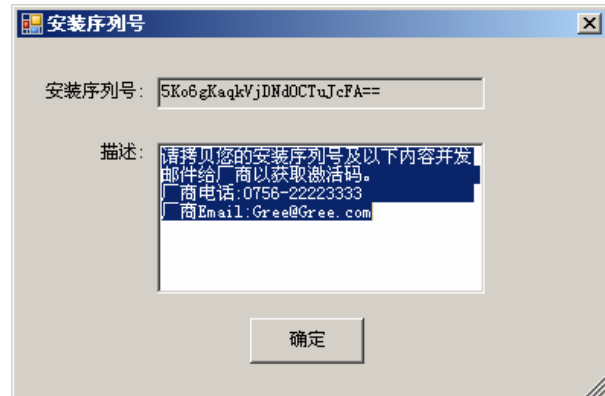 安装序列号
安装序列号: 5Ko6gKaqkVjDNdOCTuJcFA==
描述: 请拷贝您的安装序列号及以下内容并发
邮件给厂商以获取激活码。
厂商电话:0756-22223333
厂商Email:Gree@Gree.com
确定